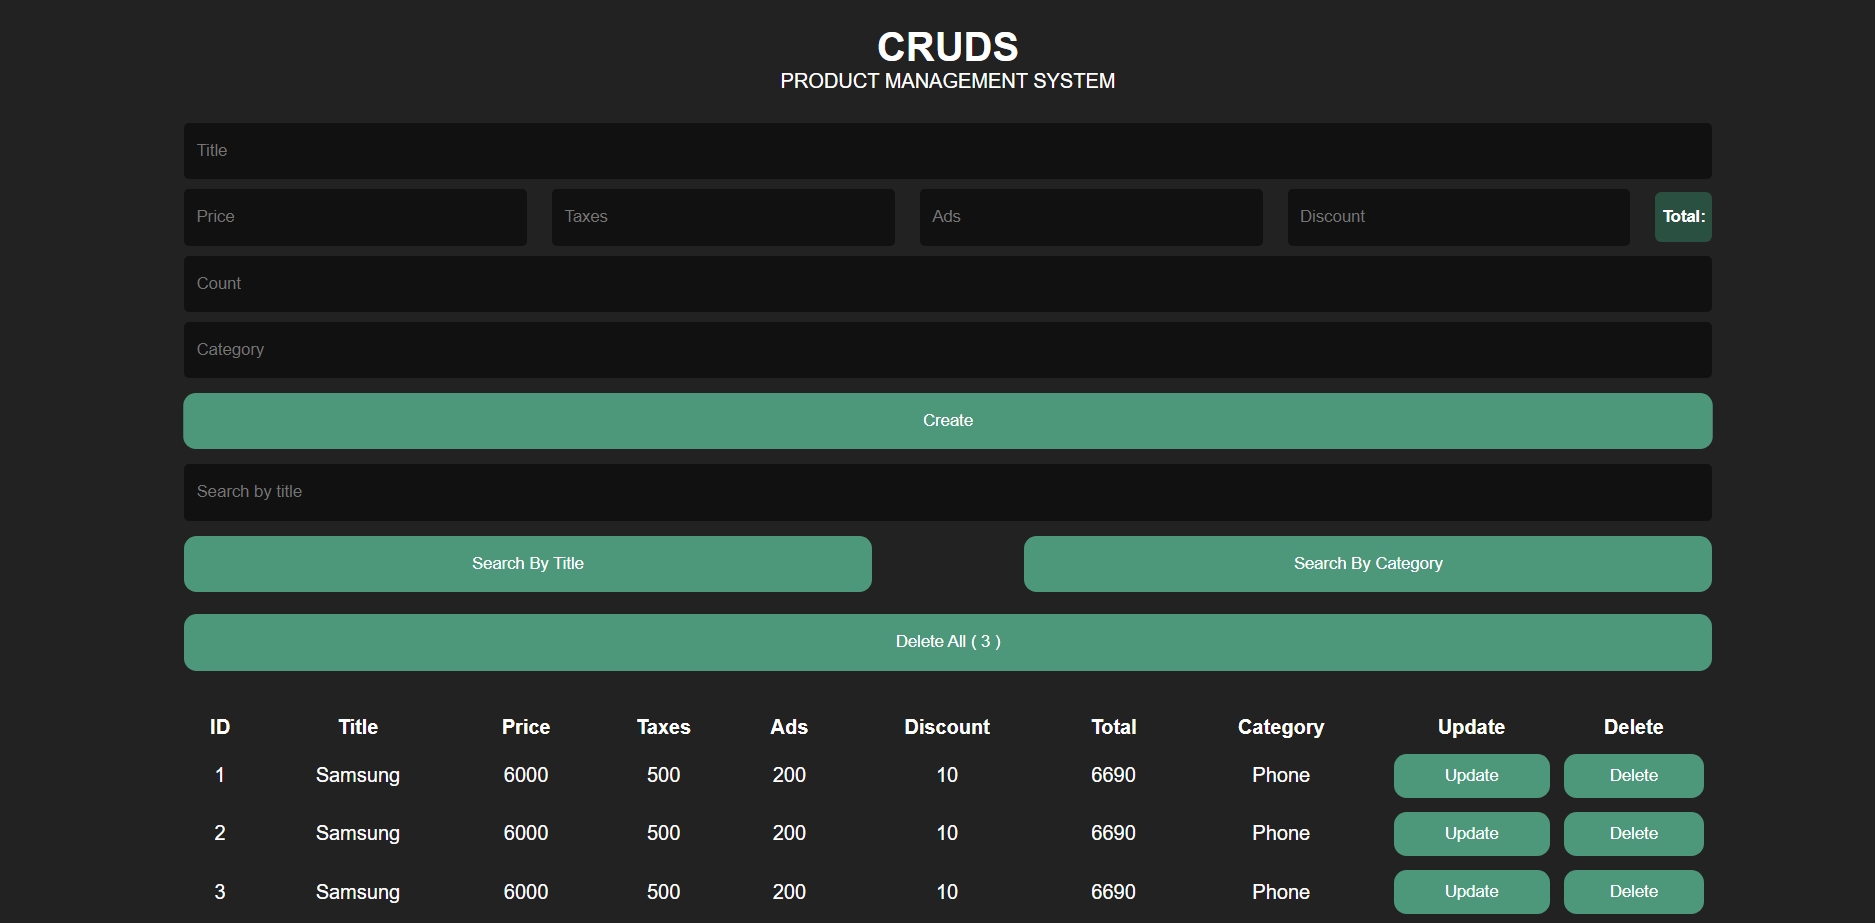 CRUDS
PRODUCT MANAGEMENT SYSTEM
Title
Price Taxes Ads Discount Total:
Count
Category
Create
Search by title
Search By Title Search By Category
Delete All ( 3 )
ID Title Price Taxes Ads Discount Total Category Update Delete
1 Samsung 6000 500 200 10 6690 Phone Update Delete
2 Samsung 6000 500 200 10 6690 Phone Update Delete
3 Samsung 6000 500 200 10 6690 Phone Update Delete